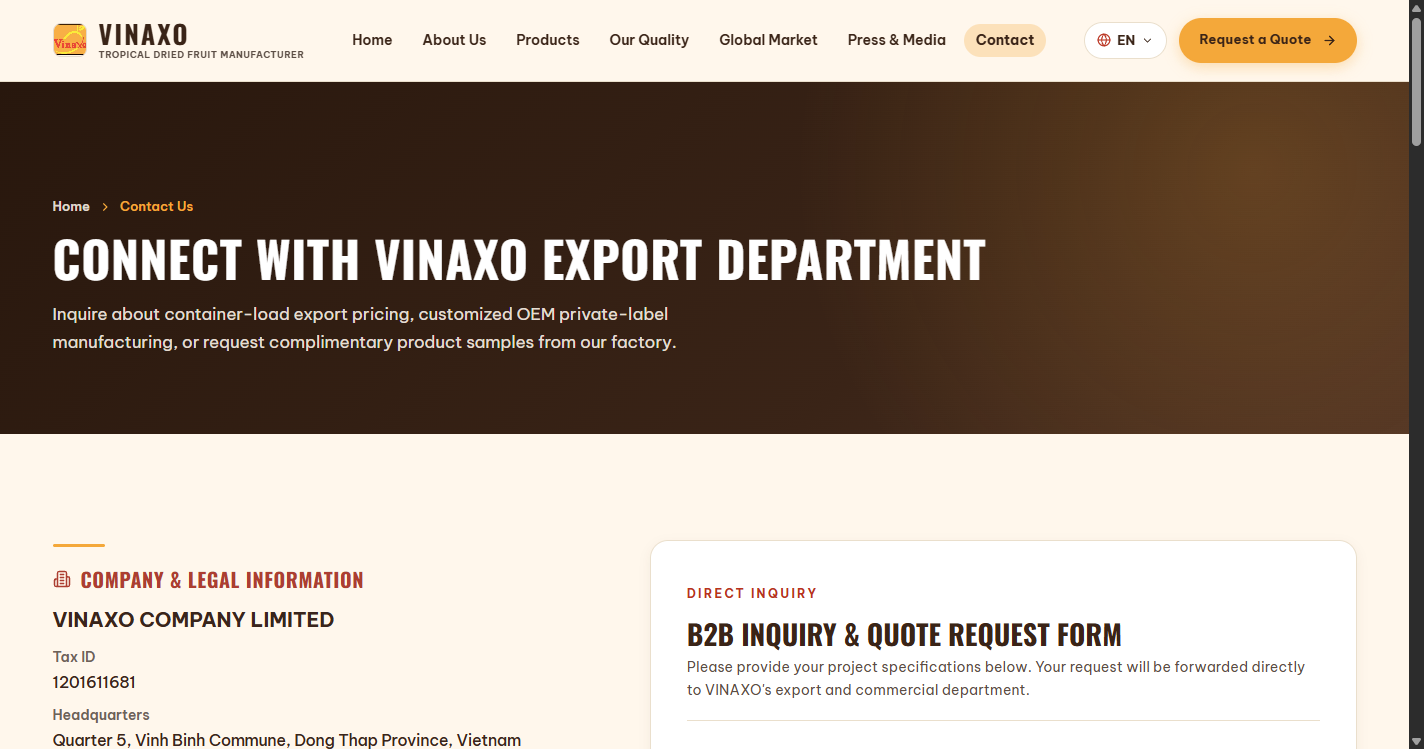 Vinaxo
VINAXO
TROPICAL DRIED FRUIT MANUFACTURER
Home
About Us
Products
Our Quality
Global Market
Press & Media
Contact
EN
Request a Quote
Home
Contact Us
CONNECT WITH VINAXO EXPORT DEPARTMENT
Inquire about container-load export pricing, customized OEM private-label
manufacturing, or request complimentary product samples from our factory.
COMPANY & LEGAL INFORMATION
VINAXO COMPANY LIMITED
Tax ID
1201611681
Headquarters
Quarter 5, Vinh Binh Commune, Dong Thap Province, Vietnam
DIRECT INQUIRY
B2B INQUIRY & QUOTE REQUEST FORM
Please provide your project specifications below. Your request will be forwarded directly
to VINAXO's export and commercial department.